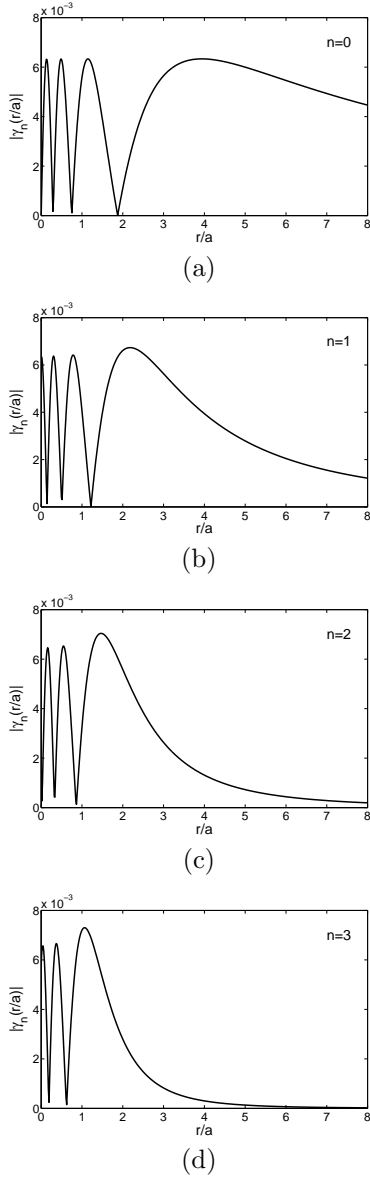 x 10⁻³
8
6
4
2
0
|γₙ(r/a)|
n=0
0 1 2 3 4 5 6 7 8
r/a
(a)
x 10⁻³
8
6
4
2
0
|γₙ(r/a)|
n=1
0 1 2 3 4 5 6 7 8
r/a
(b)
x 10⁻³
8
6
4
2
0
|γₙ(r/a)|
n=2
0 1 2 3 4 5 6 7 8
r/a
(c)
x 10⁻³
8
6
4
2
0
|γₙ(r/a)|
n=3
0 1 2 3 4 5 6 7 8
r/a
(d)